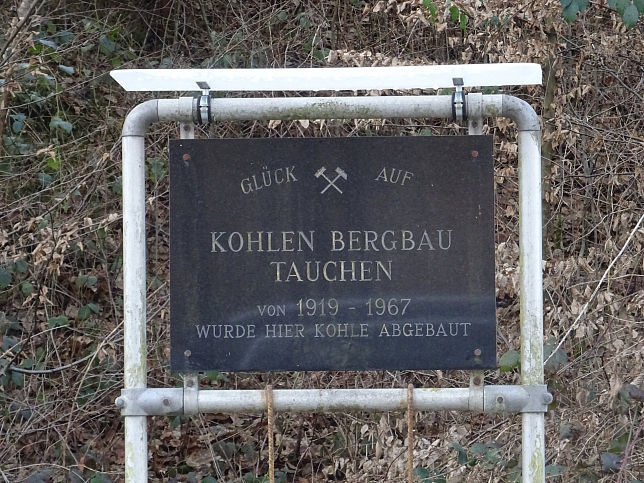 GLÜCK AUF
KOHLEN BERGBAU
TAUCHEN
VON 1919 - 1967
WURDE HIER KOHLE ABGEBAUT